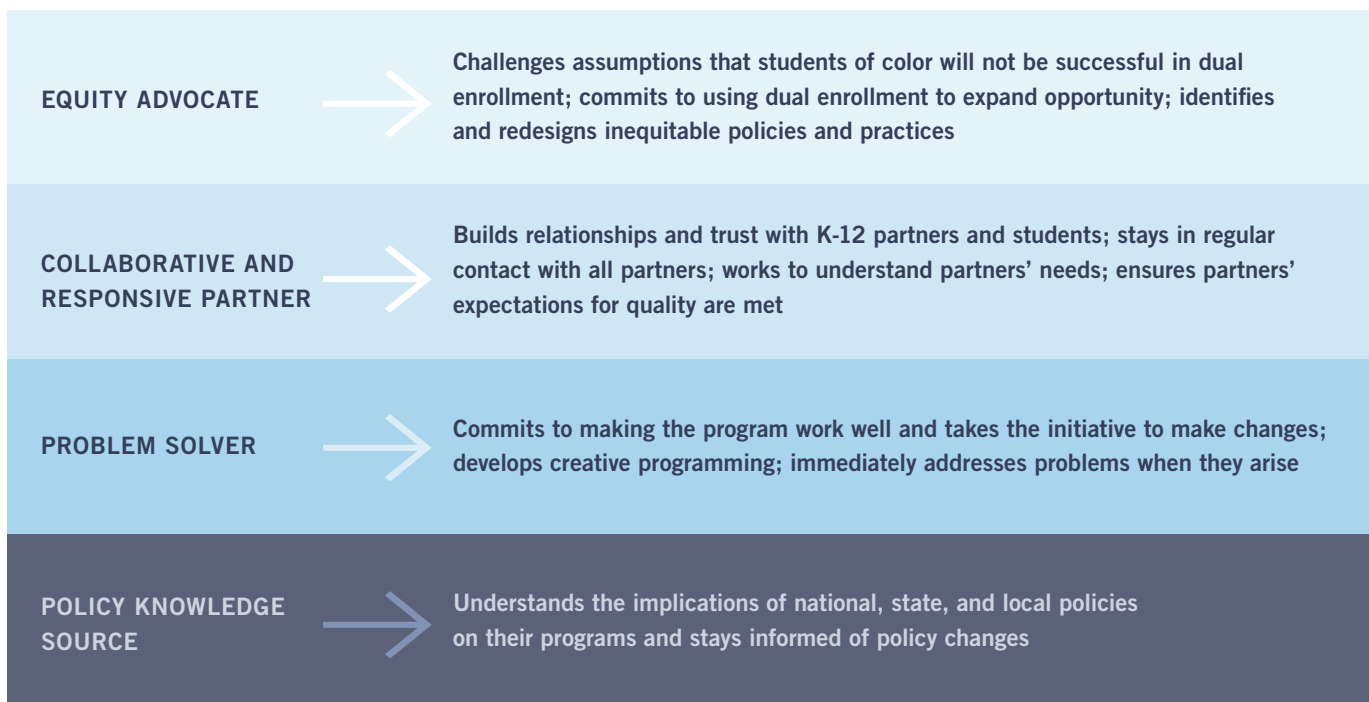 EQUITY ADVOCATE
Challenges assumptions that students of color will not be successful in dual
enrollment; commits to using dual enrollment to expand opportunity; identifies
and redesigns inequitable policies and practices
COLLABORATIVE AND
RESPONSIVE PARTNER
Builds relationships and trust with K-12 partners and students; stays in regular
contact with all partners; works to understand partners’ needs; ensures partners’
expectations for quality are met
PROBLEM SOLVER
Commits to making the program work well and takes the initiative to make changes;
develops creative programming; immediately addresses problems when they arise
POLICY KNOWLEDGE
SOURCE
Understands the implications of national, state, and local policies
on their programs and stays informed of policy changes